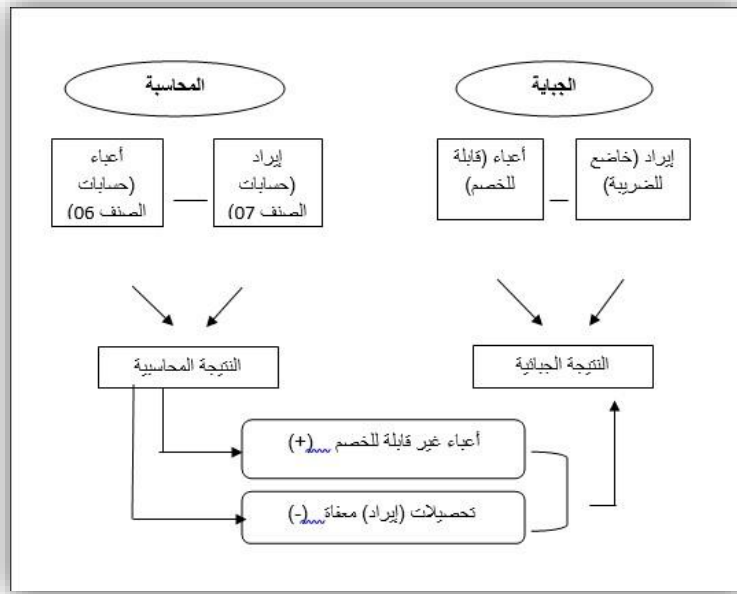 الجباية
المحاسبة
إيراد (خاضع
للضريبة)
أعباء (قابلة
للخصم)
إيراد
(حسابات
الصنف 07)
أعباء
(حسابات
الصنف 06)
النتيجة الجبائية
النتيجة المحاسبية
أعباء غير قابلة للخصم (+)
تحصيلات (إيراد) معفاة (-)